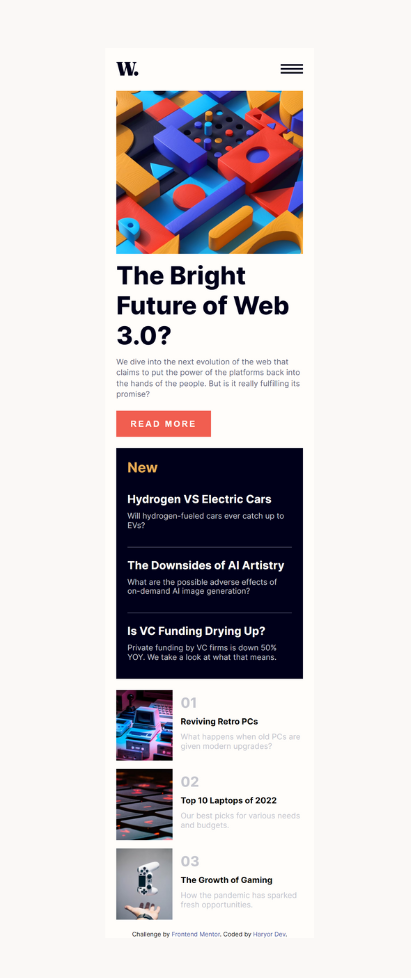 W.
The Bright
Future of Web
3.0?
We dive into the next evolution of the web that
claims to put the power of the platforms back into
the hands of the people. But is it really fulfilling its
promise?
READ MORE
New
Hydrogen VS Electric Cars
Will hydrogen-fueled cars ever catch up to
EVs?
The Downsides of AI Artistry
What are the possible adverse effects of
on-demand AI image generation?
Is VC Funding Drying Up?
Private funding by VC firms is down 50%
YOY. We take a look at what that means.
01
Reviving Retro PCs
What happens when old PCs are
given modern upgrades?
02
Top 10 Laptops of 2022
Our best picks for various needs
and budgets.
03
The Growth of Gaming
How the pandemic has sparked
fresh opportunities.
Challenge by Frontend Mentor. Coded by Haryor Dev.